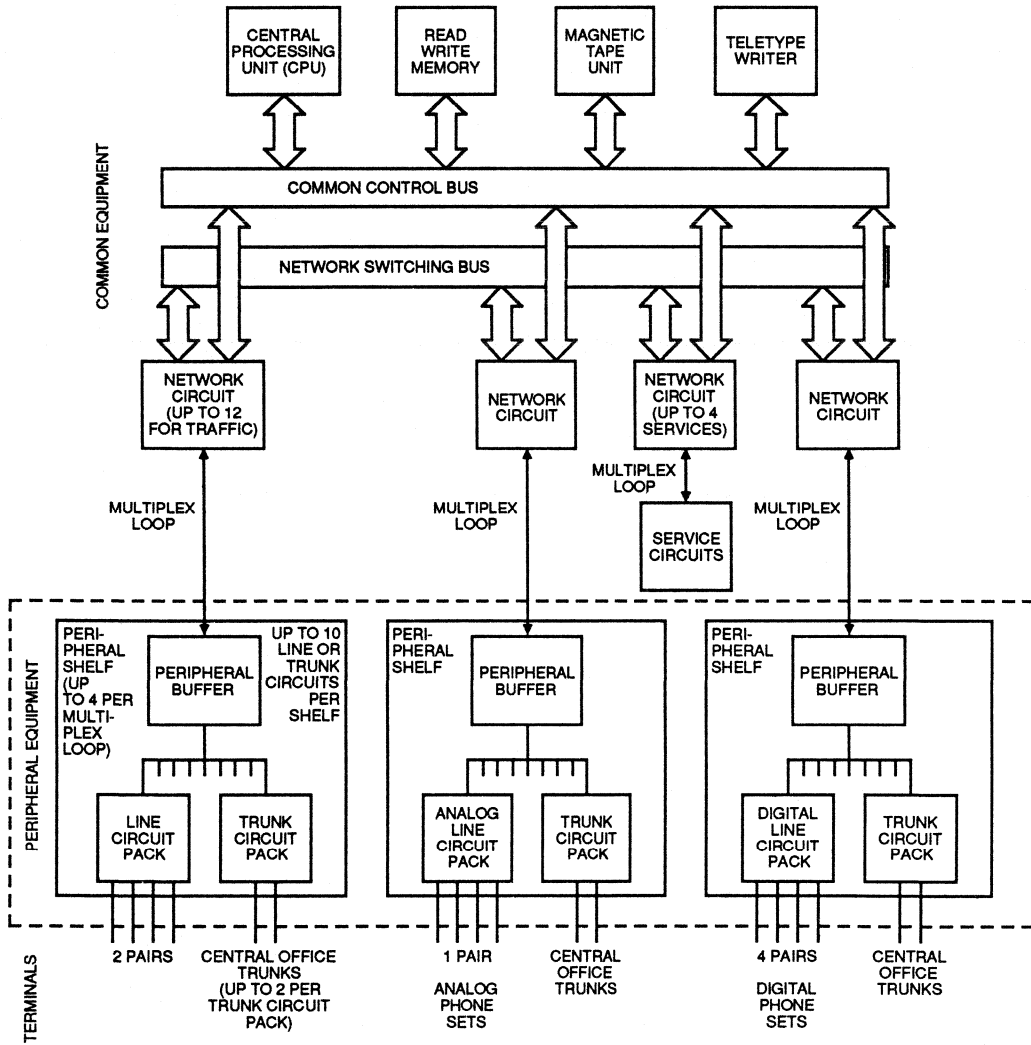 CENTRAL
PROCESSING
UNIT (CPU)
READ
WRITE
MEMORY
MAGNETIC
TAPE
UNIT
TELETYPE
WRITER
COMMON EQUIPMENT
COMMON CONTROL BUS
NETWORK SWITCHING BUS
NETWORK
CIRCUIT
(UP TO 12
FOR TRAFFIC)
NETWORK
CIRCUIT
NETWORK
CIRCUIT
(UP TO 4
SERVICES)
NETWORK
CIRCUIT
MULTIPLEX
LOOP
MULTIPLEX
LOOP
MULTIPLEX
LOOP
MULTIPLEX
LOOP
SERVICE
CIRCUITS
PERIPHERAL EQUIPMENT
PERI-
PHERAL
SHELF
(UP
TO 4 PER
MULTI-
PLEX
LOOP)
PERIPHERAL
BUFFER
UP TO 10
LINE OR
TRUNK
CIRCUITS
PER
SHELF
LINE
CIRCUIT
PACK
TRUNK
CIRCUIT
PACK
PERI-
PHERAL
SHELF
PERIPHERAL
BUFFER
ANALOG
LINE
CIRCUIT
PACK
TRUNK
CIRCUIT
PACK
PERI-
PHERAL
SHELF
PERIPHERAL
BUFFER
DIGITAL
LINE
CIRCUIT
PACK
TRUNK
CIRCUIT
PACK
TERMINALS
2 PAIRS
CENTRAL OFFICE
TRUNKS
(UP TO 2 PER
TRUNK CIRCUIT
PACK)
1 PAIR
ANALOG
PHONE
SETS
CENTRAL
OFFICE
TRUNKS
4 PAIRS
DIGITAL
PHONE
SETS
CENTRAL
OFFICE
TRUNKS